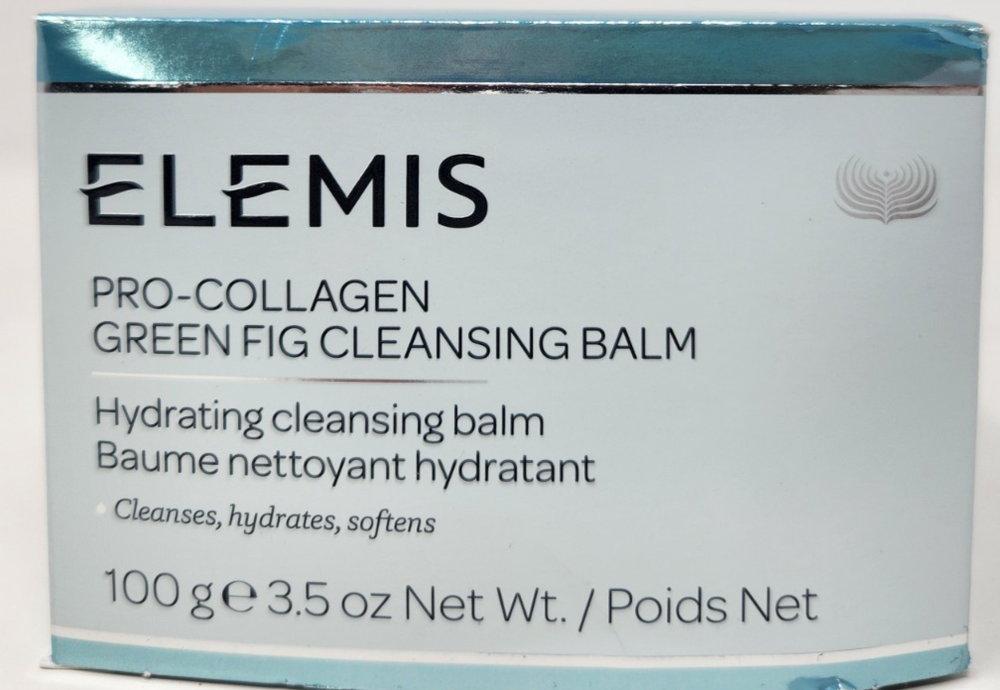 ELEMIS
PRO-COLLAGEN
GREEN FIG CLEANSING BALM
Hydrating cleansing balm
Baume nettoyant hydratant
Cleanses, hydrates, softens
100 g ℮ 3.5 oz Net Wt. / Poids Net